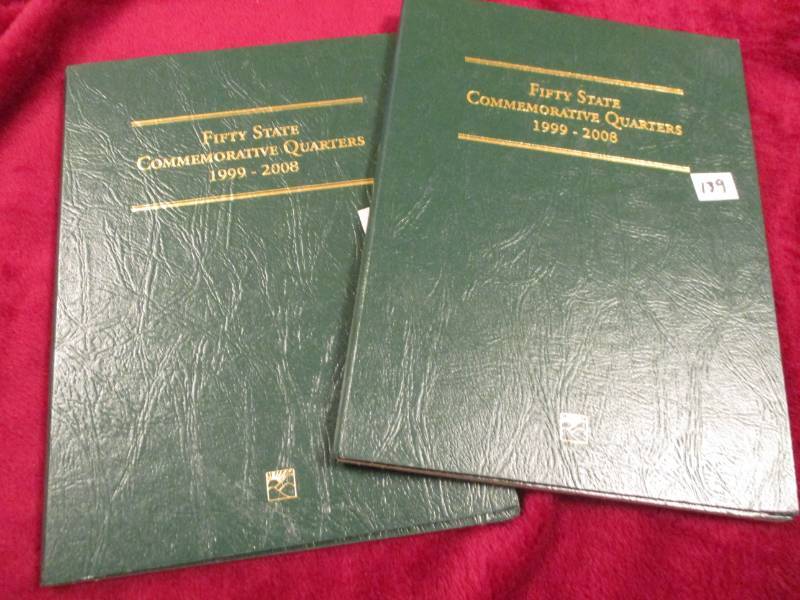 FIFTY STATE
COMMEMORATIVE QUARTERS
1999 - 2008
FIFTY STATE
COMMEMORATIVE QUARTERS
1999 - 2008
139